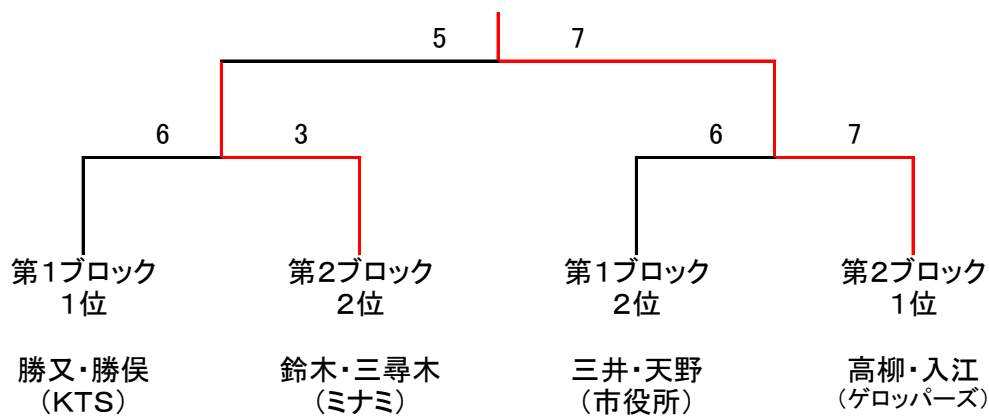 5 7
6 3 6 7
第1ブロック 第2ブロック 第1ブロック 第2ブロック
1位 2位 2位 1位
勝又・勝俣 鈴木・三尋木 三井・天野 高柳・入江
（KTS） （ミナミ） （市役所） （ゲロッパーズ）